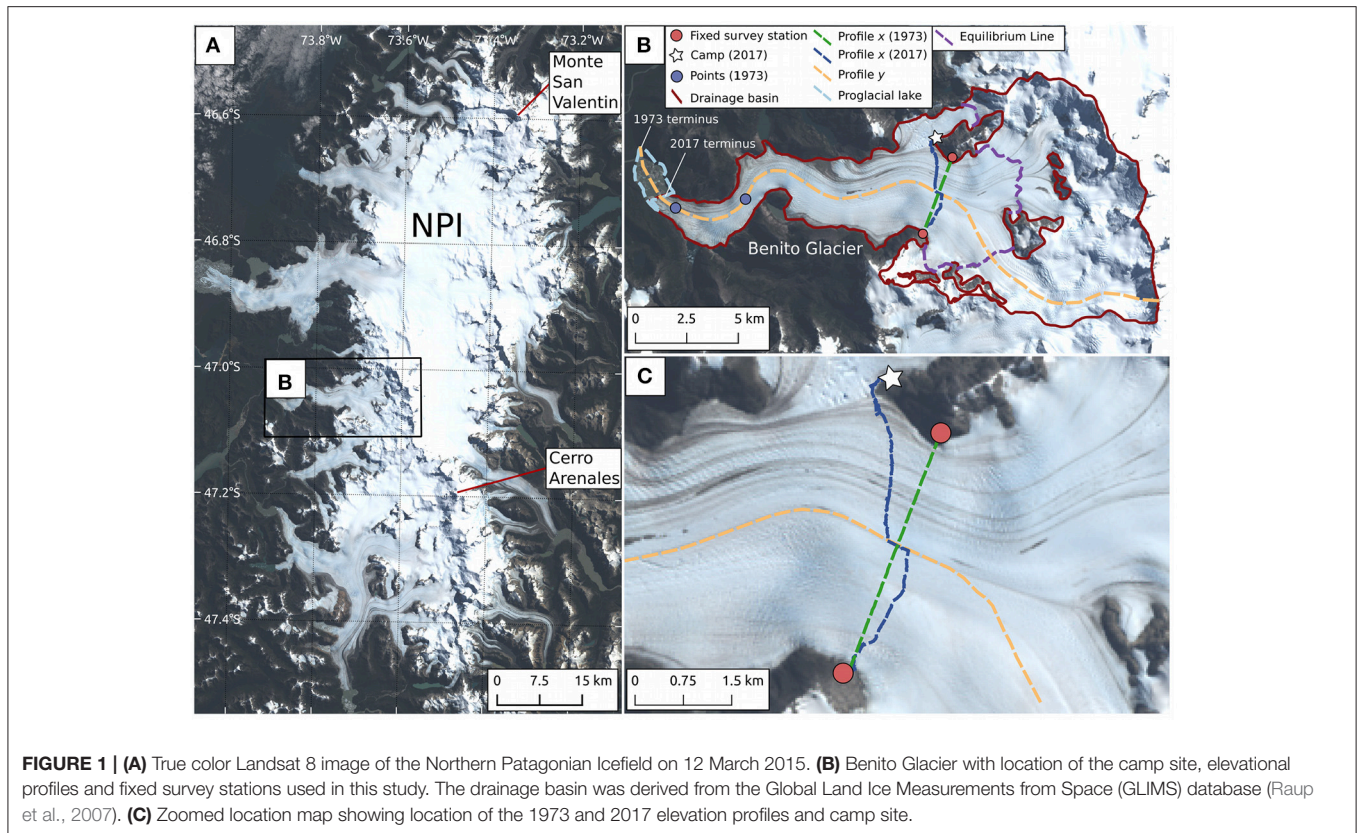 A
73.8°W
73.6°W
73.4°W
73.2°W
Monte
San
Valentin
46.6°S
NPI
46.8°S
47.0°S
B
Cerro
Arenales
47.2°S
47.4°S
0 7.5 15 km
B
Fixed survey station
Camp (2017)
Points (1973)
Drainage basin
Profile x (1973)
Profile x (2017)
Profile y
Proglacial lake
Equilibrium Line
1973 terminus
2017 terminus
Benito Glacier
0 2.5 5 km
C
0 0.75 1.5 km
FIGURE 1 | (A) True color Landsat 8 image of the Northern Patagonian Icefield on 12 March 2015. (B) Benito Glacier with location of the camp site, elevational
profiles and fixed survey stations used in this study. The drainage basin was derived from the Global Land Ice Measurements from Space (GLIMS) database (Raup
et al., 2007). (C) Zoomed location map showing location of the 1973 and 2017 elevation profiles and camp site.